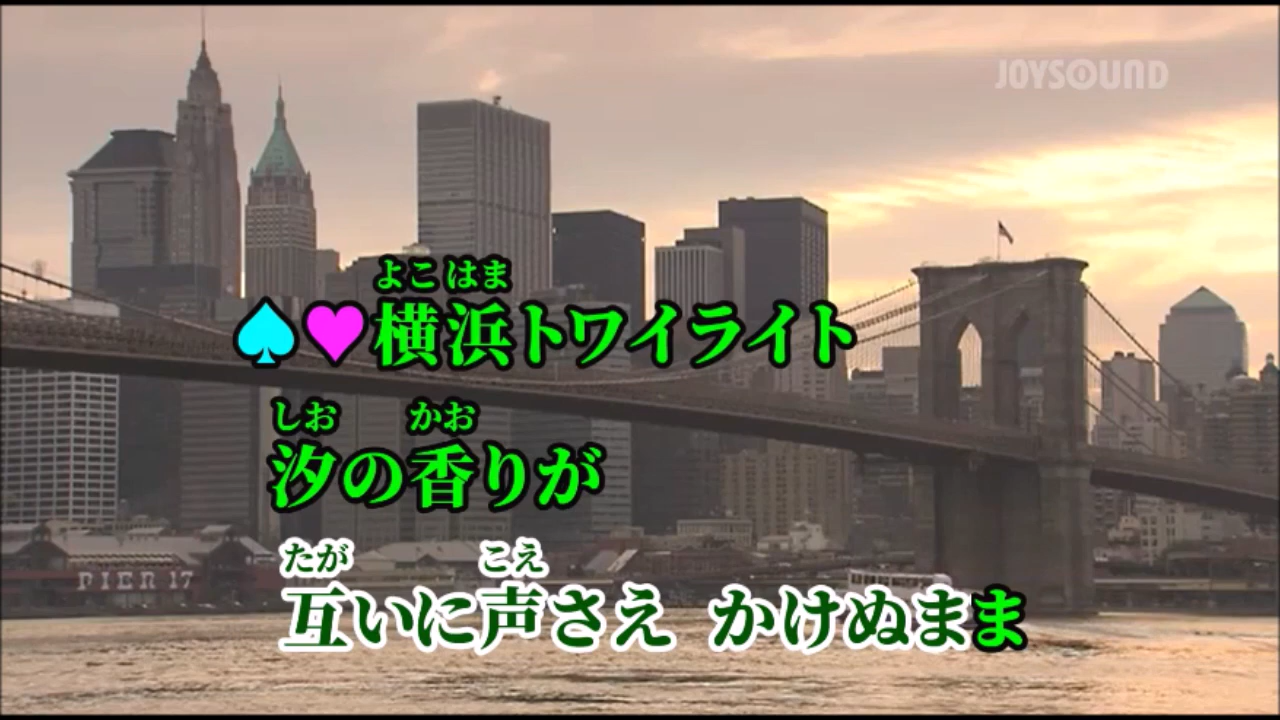 JOYSOUND
よこはま
♠♥横浜トワイライト
しお かお
汐の香りが
たが こえ
互いに声さえ かけぬまま
PIER 17